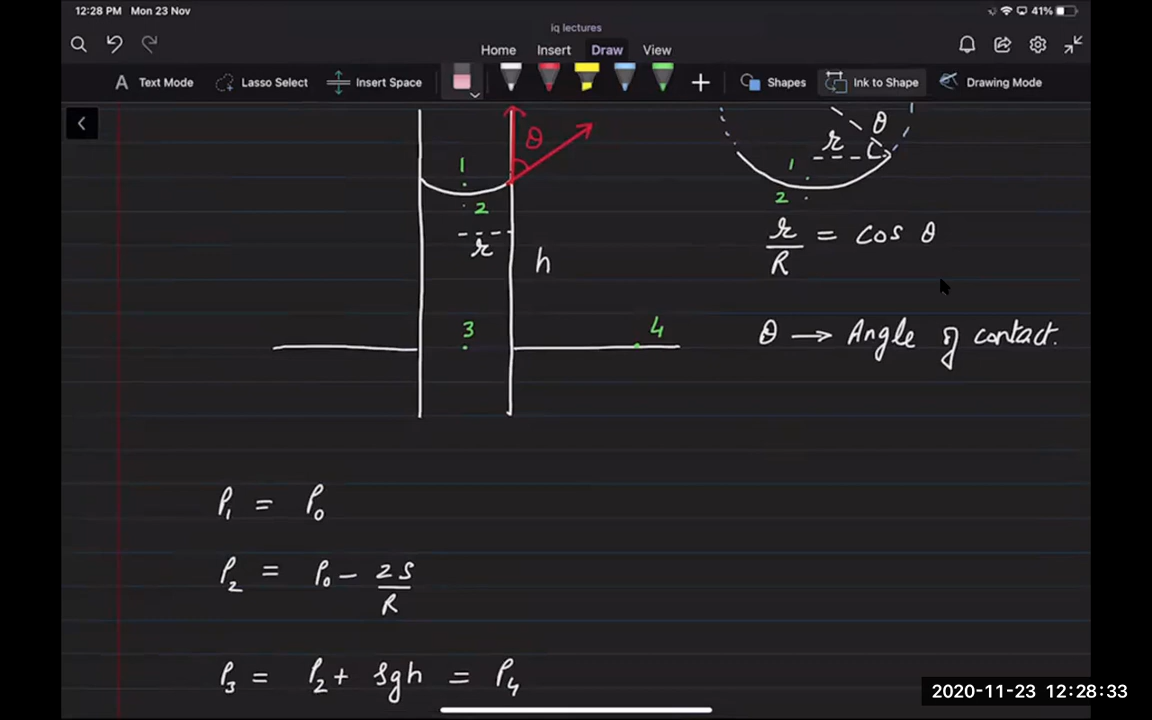 12:28 PM Mon 23 Nov 41%
iq lectures
Home Insert Draw View
Text Mode Lasso Select Insert Space Shapes Ink to Shape Drawing Mode
θ
1
2
r
h
3
4
θ
r
1
2
r/R = cos θ
θ → Angle of contact.
P₁ = P₀
P₂ = P₀ - 2S/R
P₃ = P₂ + ρgh = P₄
2020-11-23 12:28:33